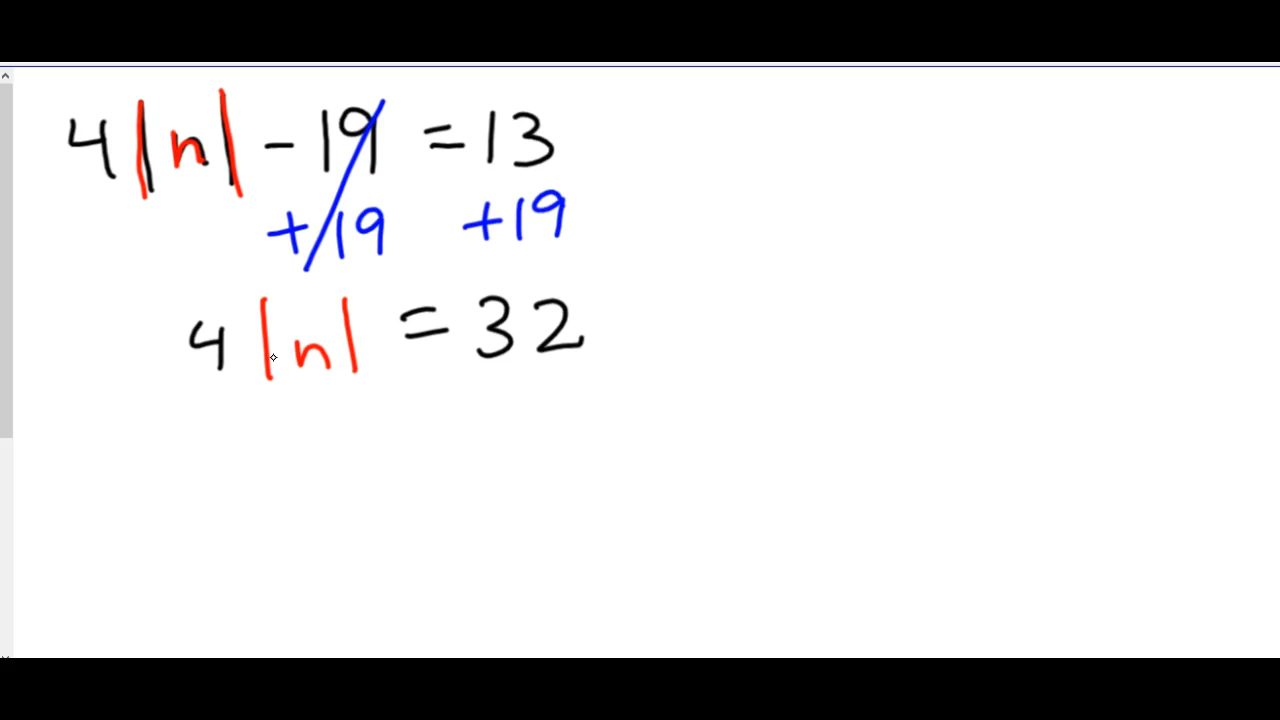 4|n| - 19 = 13
+19 +19
4|n| = 32